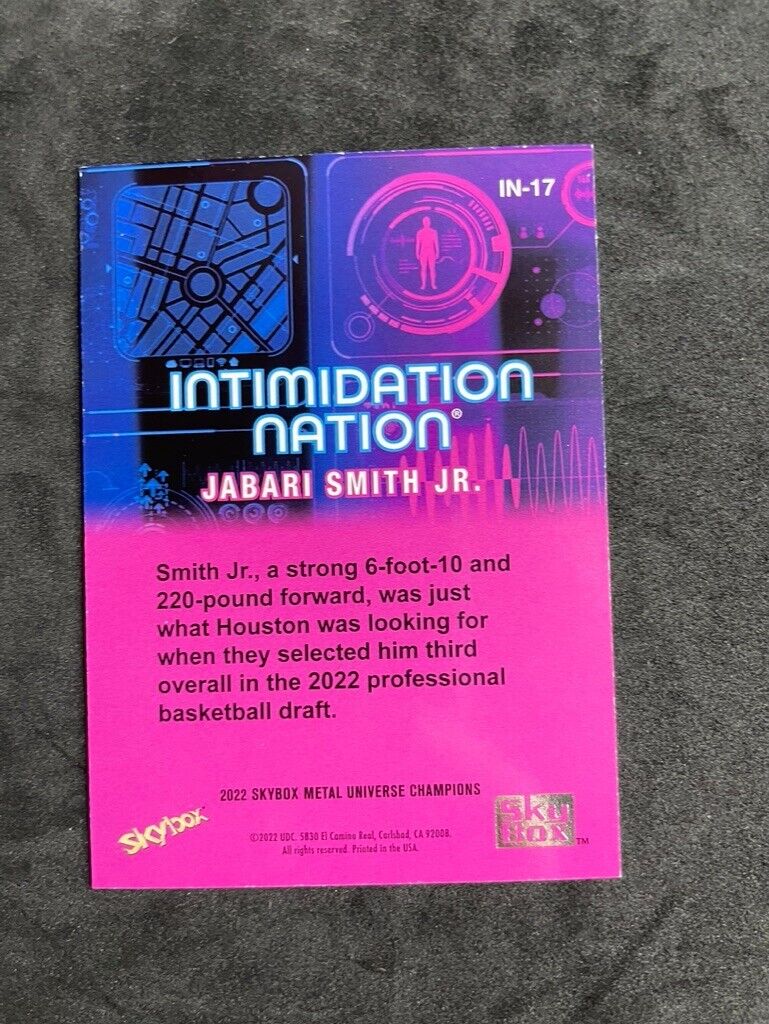 IN-17
INTIMIDATION
NATION®
JABARI SMITH JR.
Smith Jr., a strong 6-foot-10 and
220-pound forward, was just
what Houston was looking for
when they selected him third
overall in the 2022 professional
basketball draft.
2022 SKYBOX METAL UNIVERSE CHAMPIONS
skybox
©2022 UDC. 5830 El Camino Real, Carlsbad, CA 92008.
All rights reserved. Printed in the USA.
Sky
Box™